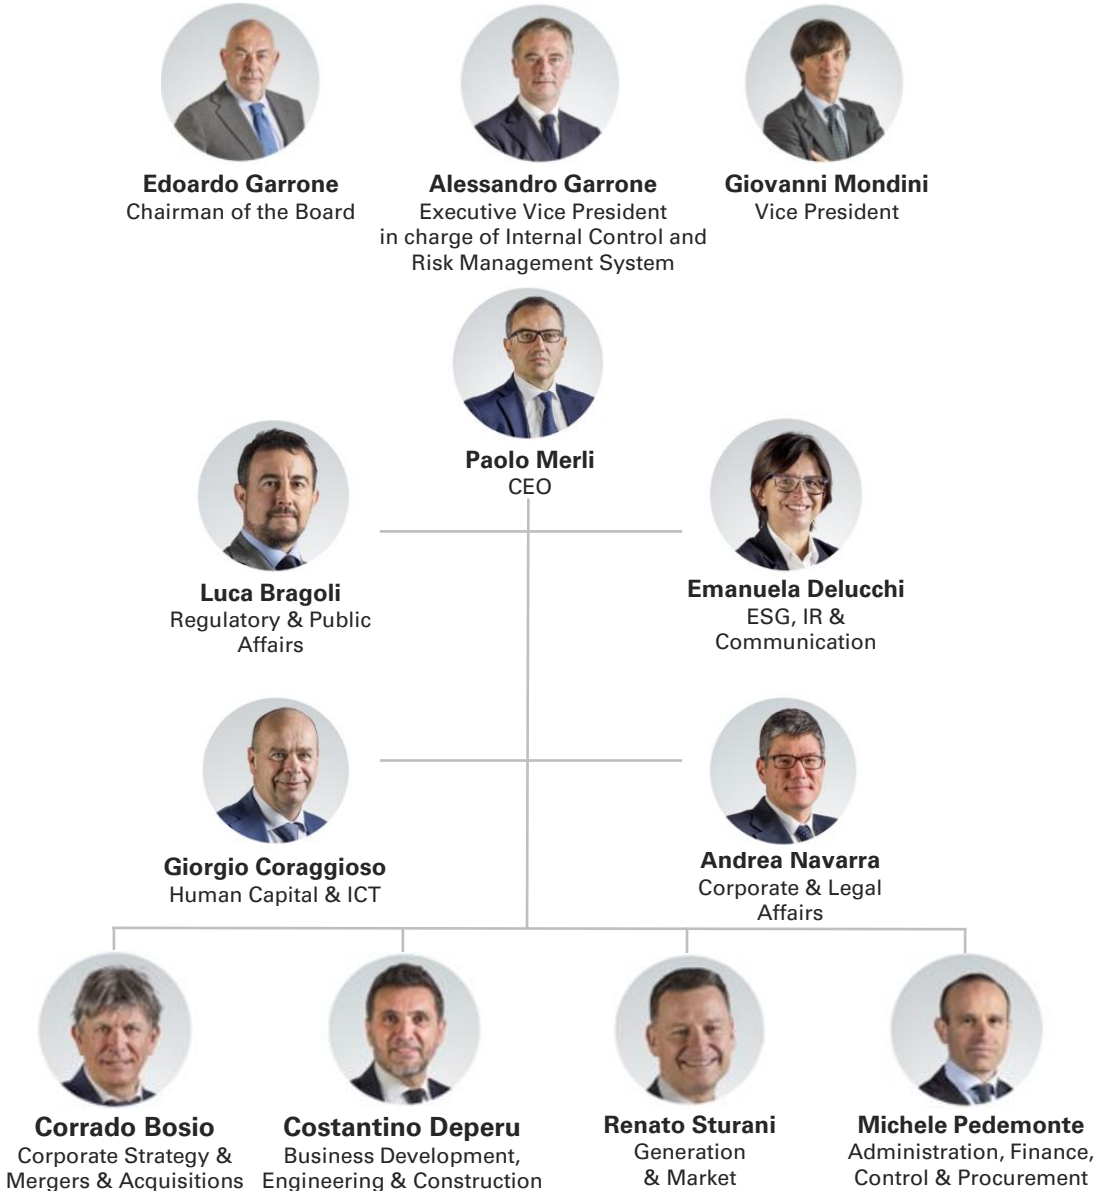 Edoardo Garrone
Chairman of the Board
Alessandro Garrone
Executive Vice President
in charge of Internal Control and
Risk Management System
Giovanni Mondini
Vice President
Paolo Merli
CEO
Luca Bragoli
Regulatory & Public
Affairs
Emanuela Delucchi
ESG, IR &
Communication
Giorgio Coraggioso
Human Capital & ICT
Andrea Navarra
Corporate & Legal
Affairs
Corrado Bosio
Corporate Strategy &
Mergers & Acquisitions
Costantino Deperu
Business Development,
Engineering & Construction
Renato Sturani
Generation
& Market
Michele Pedemonte
Administration, Finance,
Control & Procurement